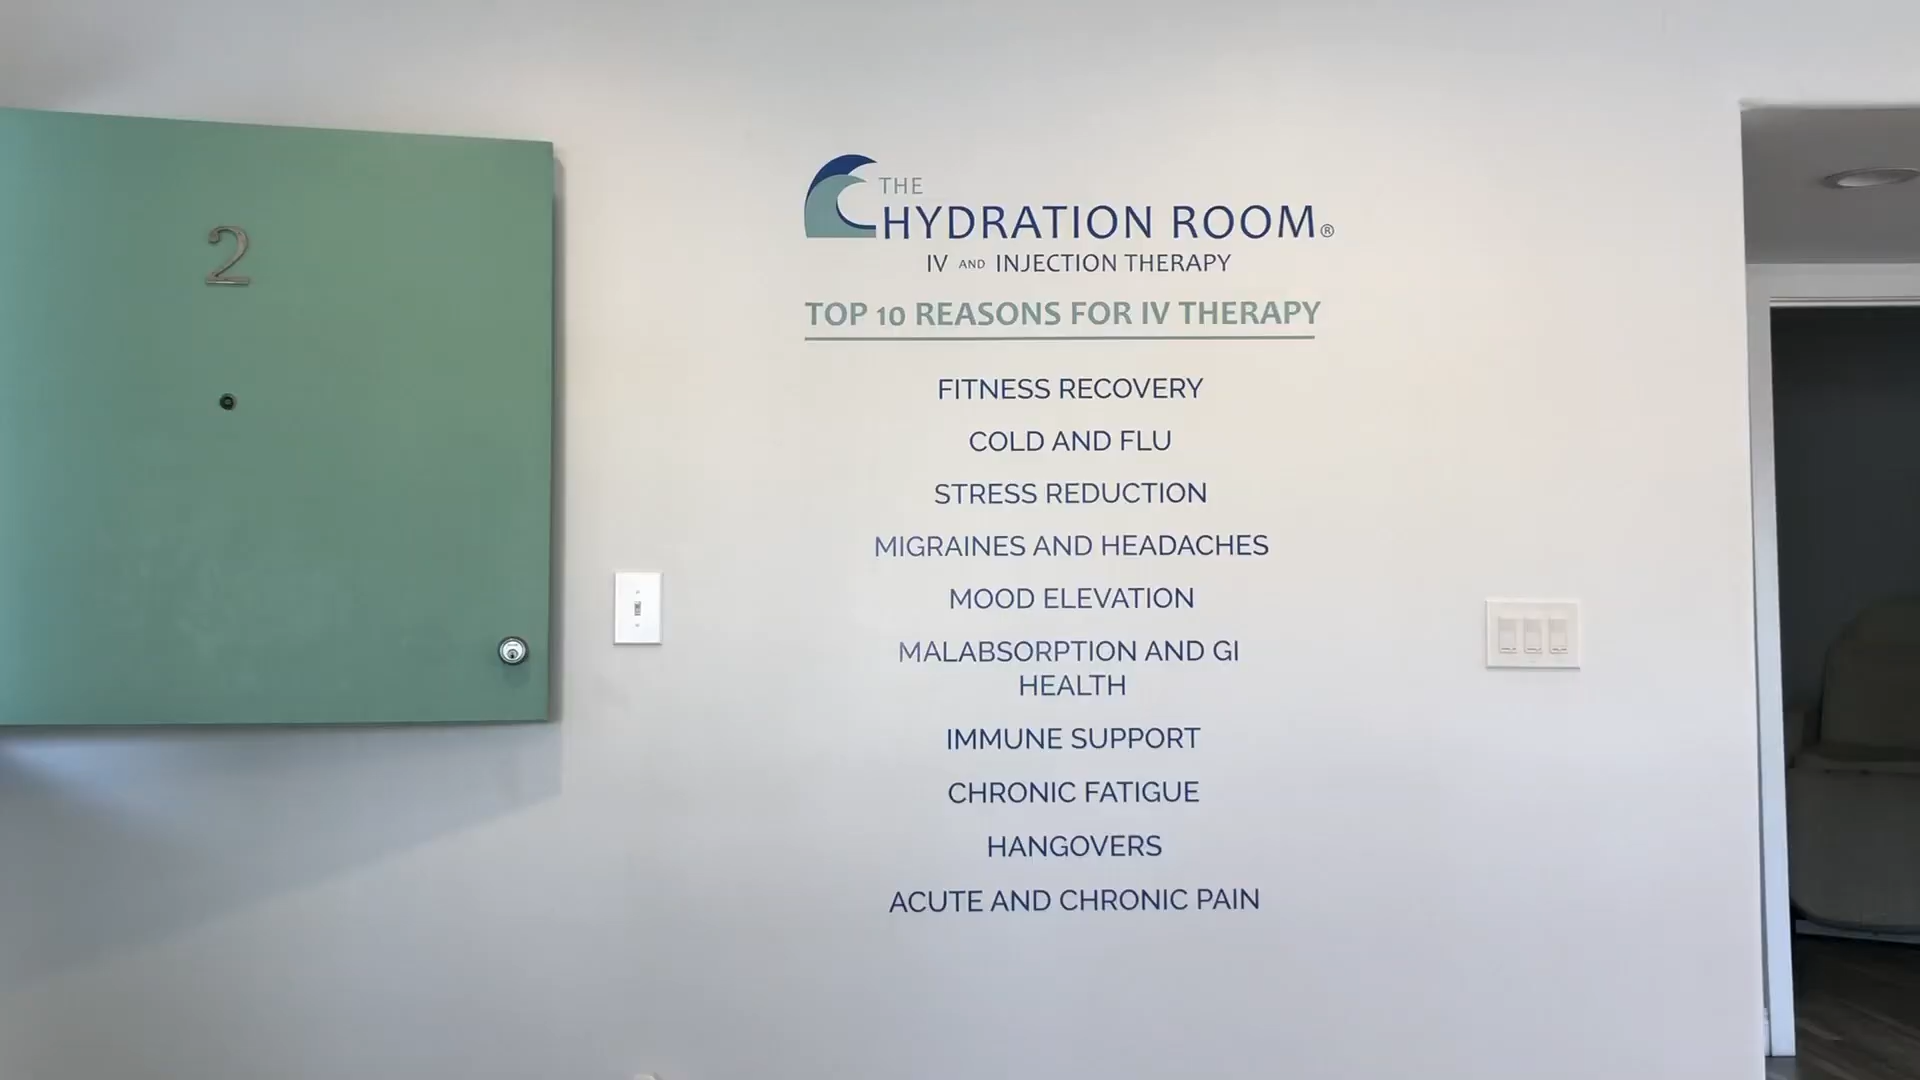 2
THE
HYDRATION ROOM®
IV AND INJECTION THERAPY
TOP 10 REASONS FOR IV THERAPY
FITNESS RECOVERY
COLD AND FLU
STRESS REDUCTION
MIGRAINES AND HEADACHES
MOOD ELEVATION
MALABSORPTION AND GI
HEALTH
IMMUNE SUPPORT
CHRONIC FATIGUE
HANGOVERS
ACUTE AND CHRONIC PAIN